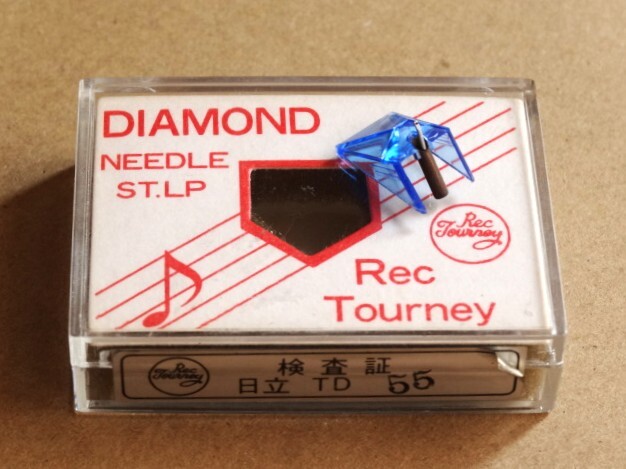 DIAMOND
NEEDLE
ST.LP
Rec
Tourney
Rec
Tourney
Rec
Tourney
検査証
日立 TD 55